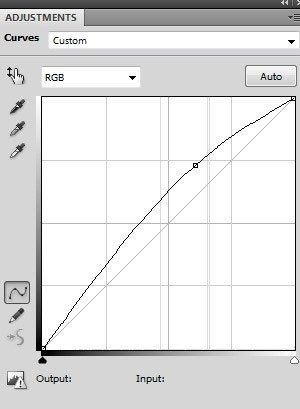 ADJUSTMENTS
Curves Custom
RGB Auto
Output: Input: